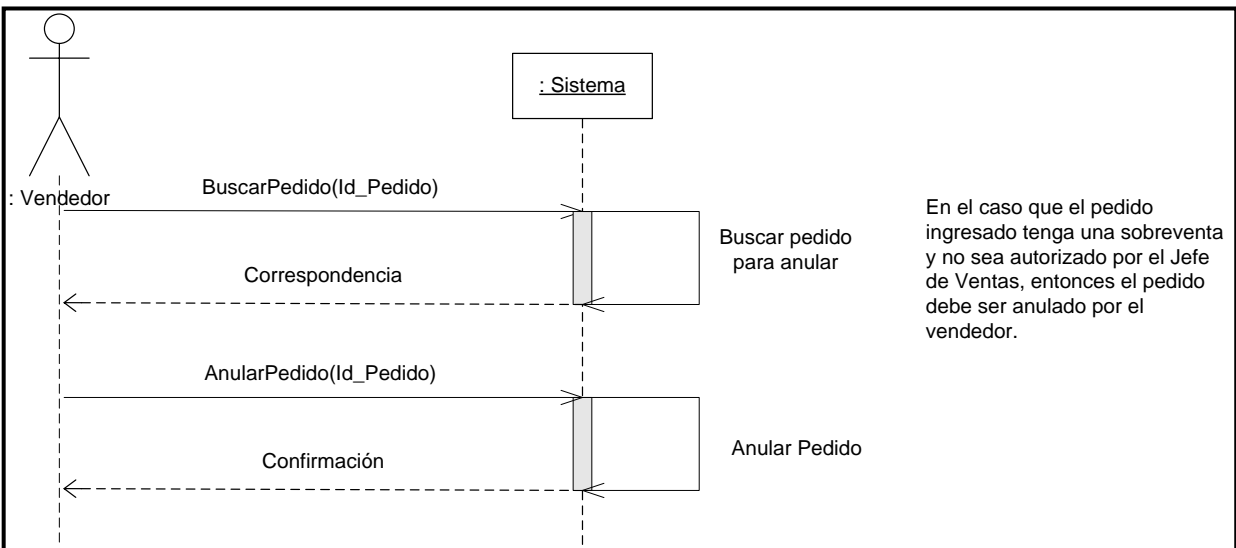 : Sistema
: Vendedor
BuscarPedido(Id_Pedido)
Buscar pedido
para anular
Correspondencia
En el caso que el pedido
ingresado tenga una sobreventa
y no sea autorizado por el Jefe
de Ventas, entonces el pedido
debe ser anulado por el
vendedor.
AnularPedido(Id_Pedido)
Anular Pedido
Confirmación